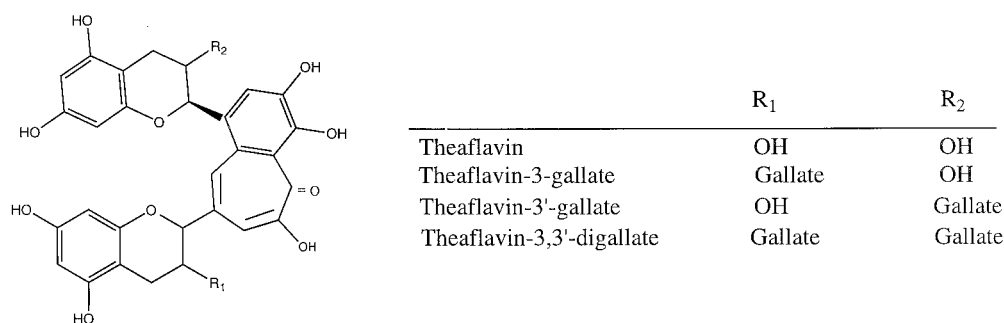 HO
R₂
OH
HO
O
OH
= O
HO
O
OH
R₁
HO
R₁ R₂
Theaflavin OH OH
Theaflavin-3-gallate Gallate OH
Theaflavin-3'-gallate OH Gallate
Theaflavin-3,3'-digallate Gallate Gallate